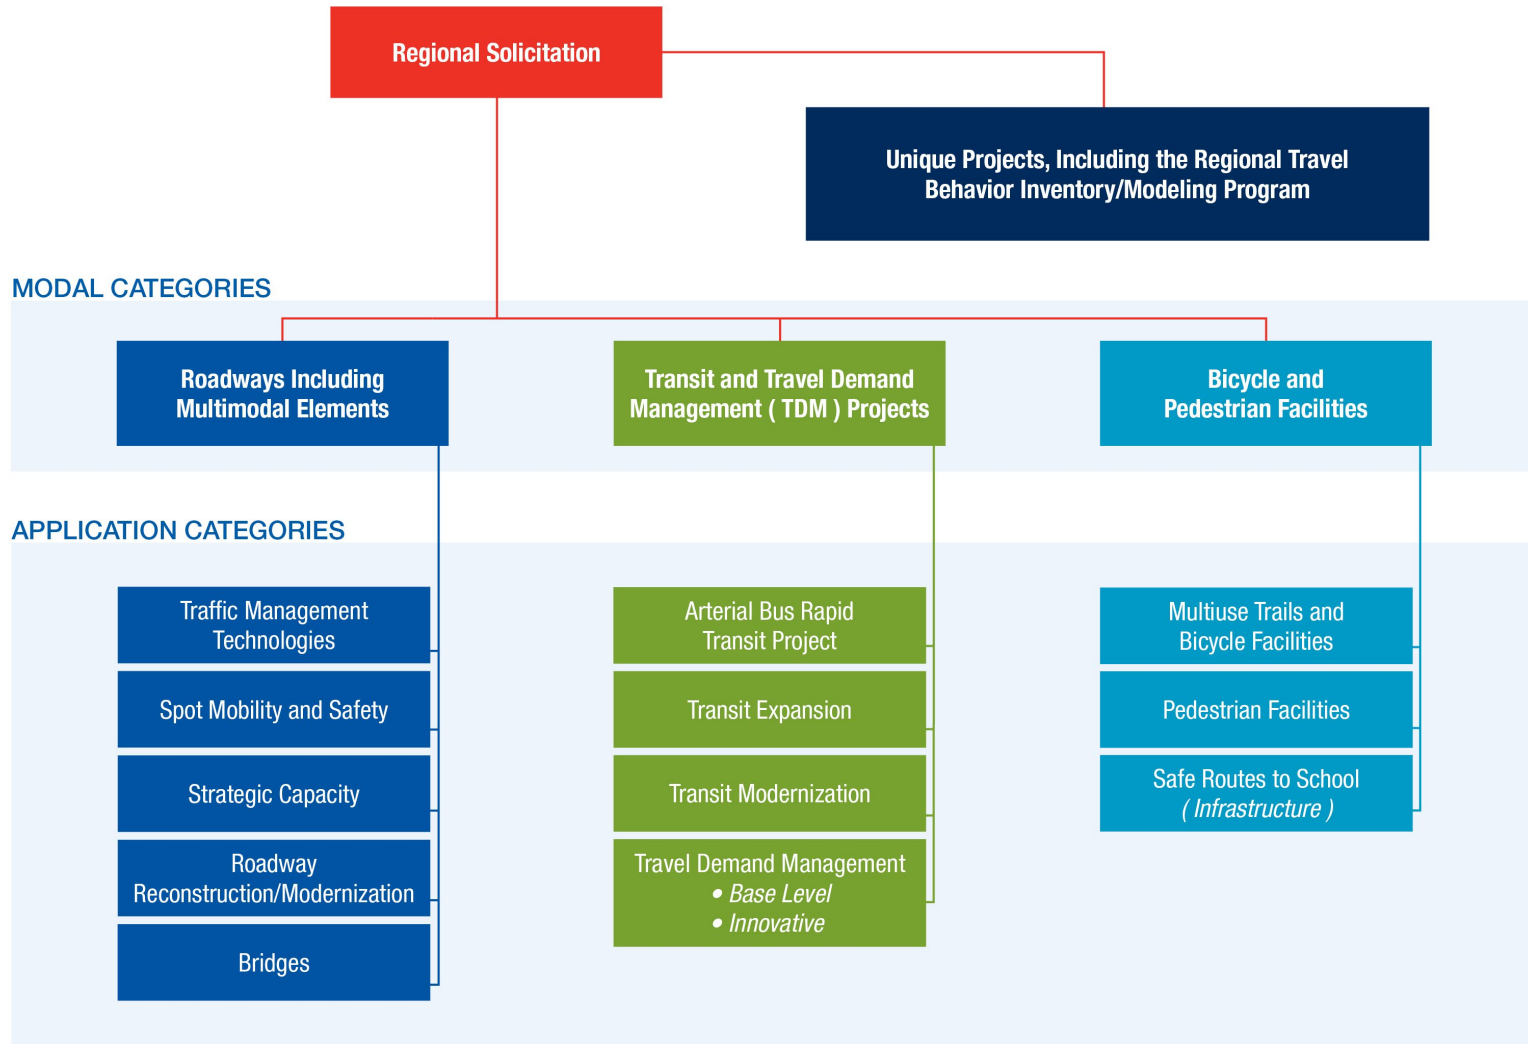 Regional Solicitation
Unique Projects, Including the Regional Travel
Behavior Inventory/Modeling Program
MODAL CATEGORIES
Roadways Including
Multimodal Elements
Transit and Travel Demand
Management ( TDM ) Projects
Bicycle and
Pedestrian Facilities
APPLICATION CATEGORIES
Traffic Management
Technologies
Spot Mobility and Safety
Strategic Capacity
Roadway
Reconstruction/Modernization
Bridges
Arterial Bus Rapid
Transit Project
Transit Expansion
Transit Modernization
Travel Demand Management
• Base Level
• Innovative
Multiuse Trails and
Bicycle Facilities
Pedestrian Facilities
Safe Routes to School
( Infrastructure )